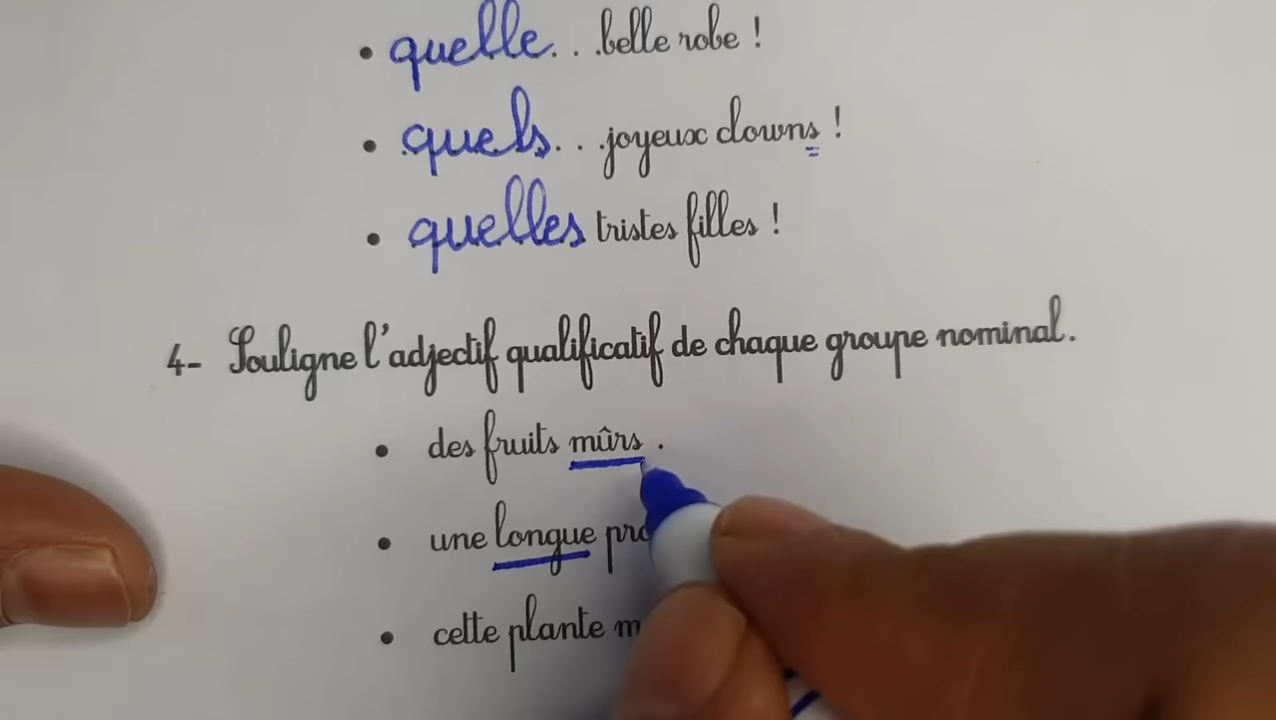 • quelle...belle robe !
• quels...joyeux clowns !
• quelles tristes filles !
4- Souligne l'adjectif qualificatif de chaque groupe nominal.
• des fruits mûrs .
• une longue
• cette plante